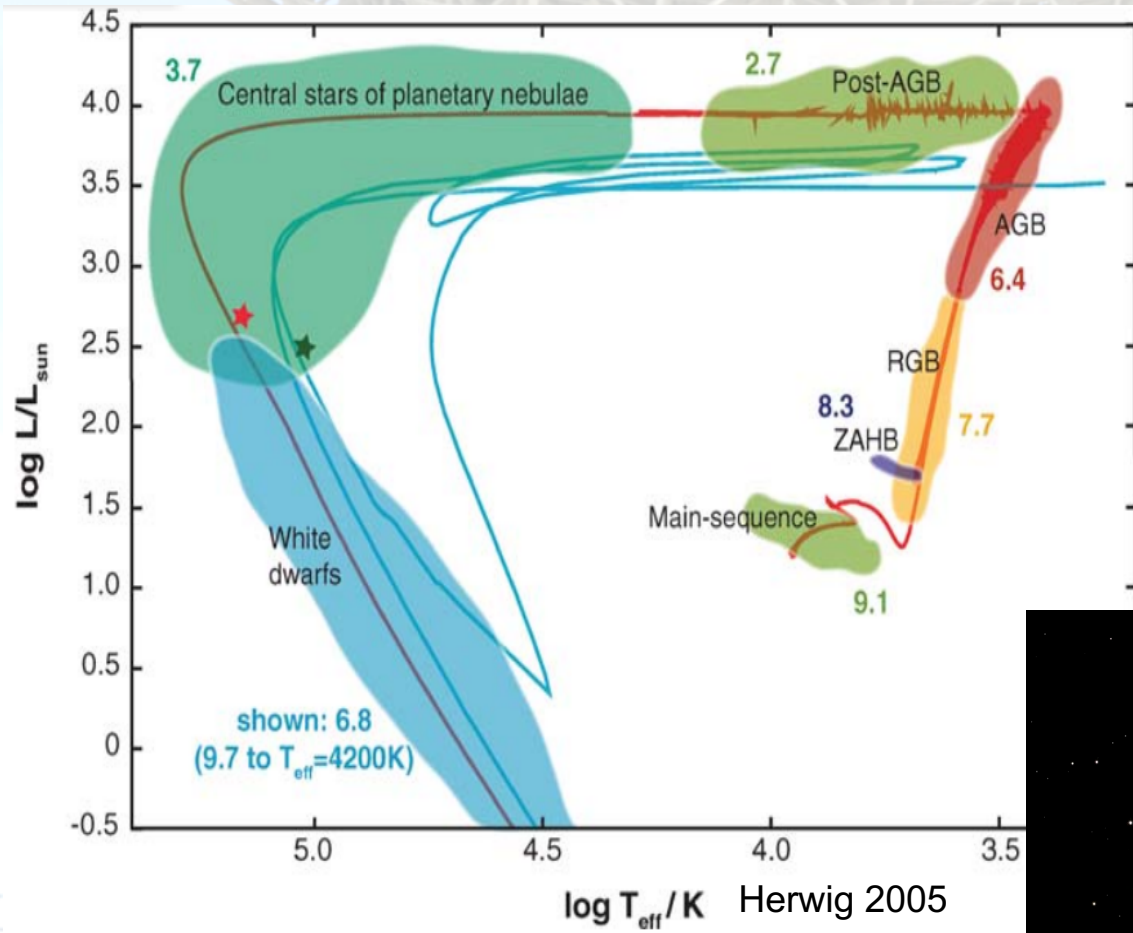 4.5
3.7
2.7
Post-AGB
Central stars of planetary nebulae
4.0
3.5
AGB
3.0
6.4
2.5
RGB
8.3
2.0
7.7
ZAHB
1.5
Main-sequence
White
dwarfs
1.0
9.1
0.5
shown: 6.8
(9.7 to Teff=4200K)
0
-0.5
5.0 4.5 4.0 3.5
log L/Lsun
log Teff/ K
Herwig 2005